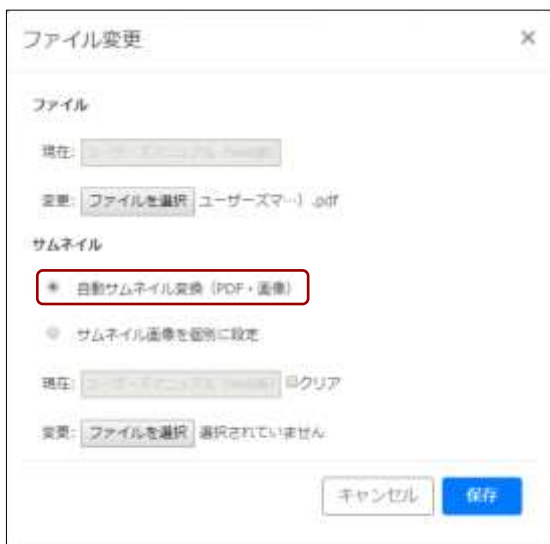 ファイル変更 ×
ファイル
現在:
変更: ファイルを選択 ユーザーズマ…）.pdf
サムネイル
自動サムネイル変換（PDF・画像）
サムネイル画像を個別に設定
現在: クリア
変更: ファイルを選択 選択されていません
キャンセル 保存